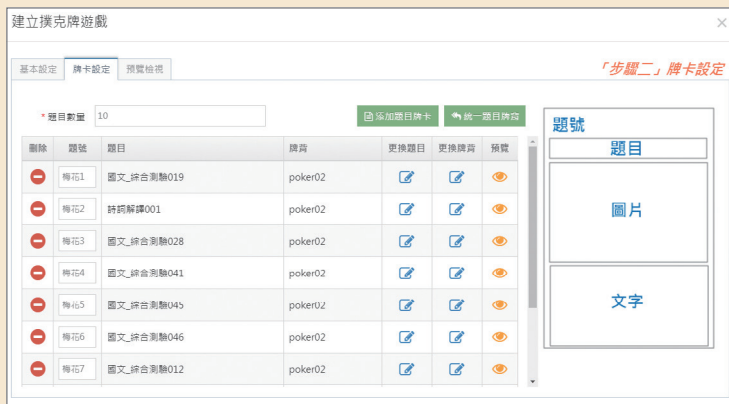 建立撲克牌遊戲 ×
基本設定 牌卡設定 預覽檢視
「步驟二」牌卡設定
* 題目數量 10 添加題目牌卡 統一題目牌背
刪除 題號 題目 牌背 更換題目 更換牌背 預覽
梅花1 國文_綜合測驗019 poker02
梅花2 詩詞解譯001 poker02
梅花3 國文_綜合測驗028 poker02
梅花4 國文_綜合測驗041 poker02
梅花5 國文_綜合測驗045 poker02
梅花6 國文_綜合測驗046 poker02
梅花7 國文_綜合測驗012 poker02
題號
題目
圖片
文字